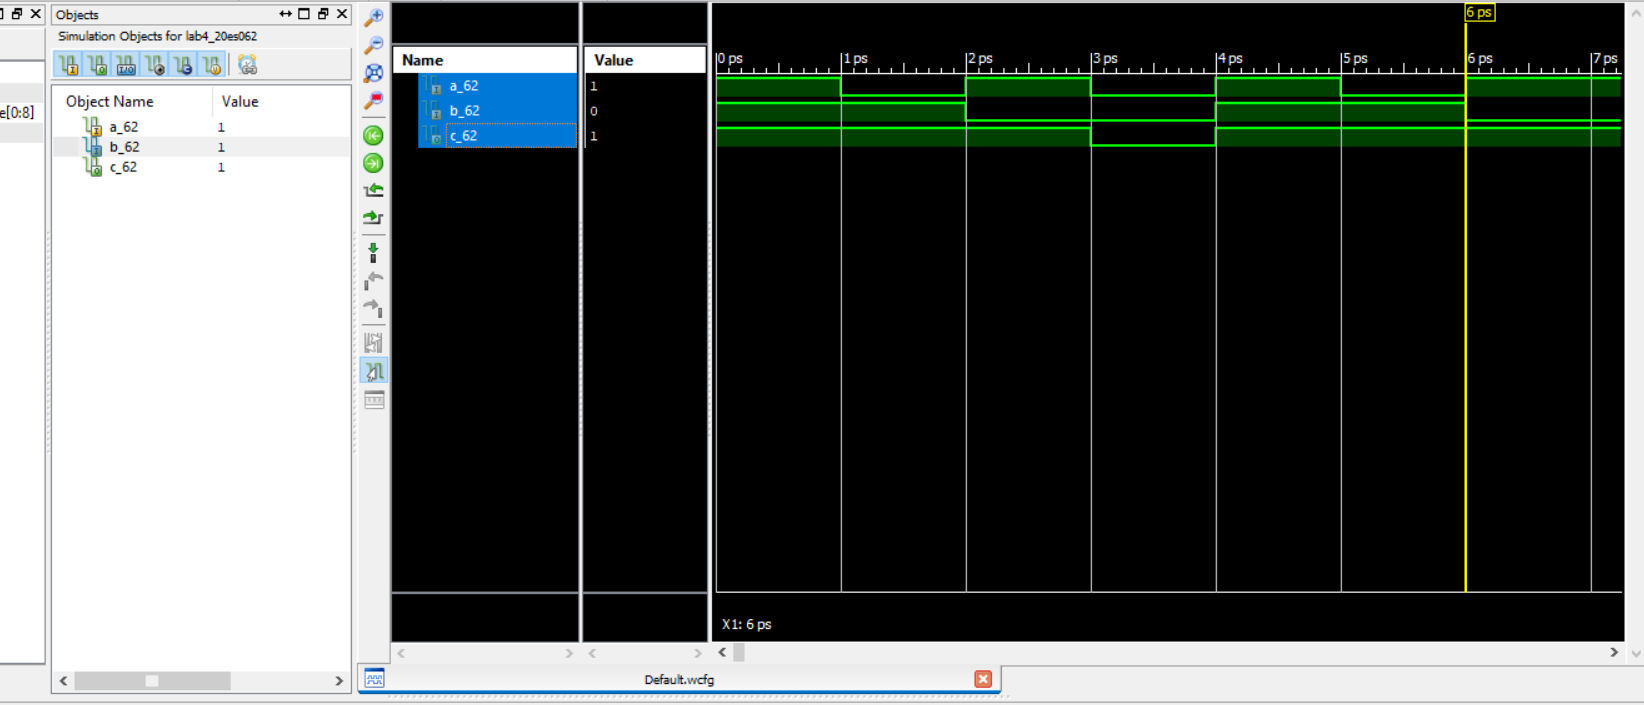 e[0:8]
Objects
Simulation Objects for lab4_20es062
Object Name Value
a_62 1
b_62 1
c_62 1
Name Value
a_62 1
b_62 0
c_62 1
6 ps
0 ps 1 ps 2 ps 3 ps 4 ps 5 ps 6 ps 7 ps
X1: 6 ps
Default.wcfg